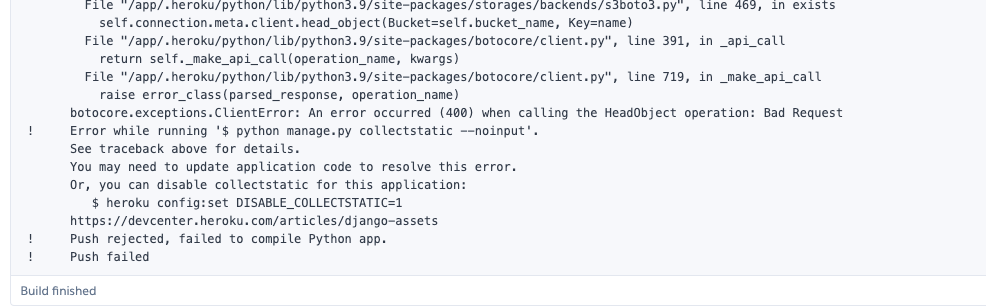 File "/app/.heroku/python/lib/python3.9/site-packages/storages/backends/s3boto3.py", line 469, in exists
self.connection.meta.client.head_object(Bucket=self.bucket_name, Key=name)
File "/app/.heroku/python/lib/python3.9/site-packages/botocore/client.py", line 391, in _api_call
return self._make_api_call(operation_name, kwargs)
File "/app/.heroku/python/lib/python3.9/site-packages/botocore/client.py", line 719, in _make_api_call
raise error_class(parsed_response, operation_name)
botocore.exceptions.ClientError: An error occurred (400) when calling the HeadObject operation: Bad Request
! Error while running '$ python manage.py collectstatic --noinput'.
See traceback above for details.
You may need to update application code to resolve this error.
Or, you can disable collectstatic for this application:
$ heroku config:set DISABLE_COLLECTSTATIC=1
https://devcenter.heroku.com/articles/django-assets
! Push rejected, failed to compile Python app.
! Push failed
Build finished